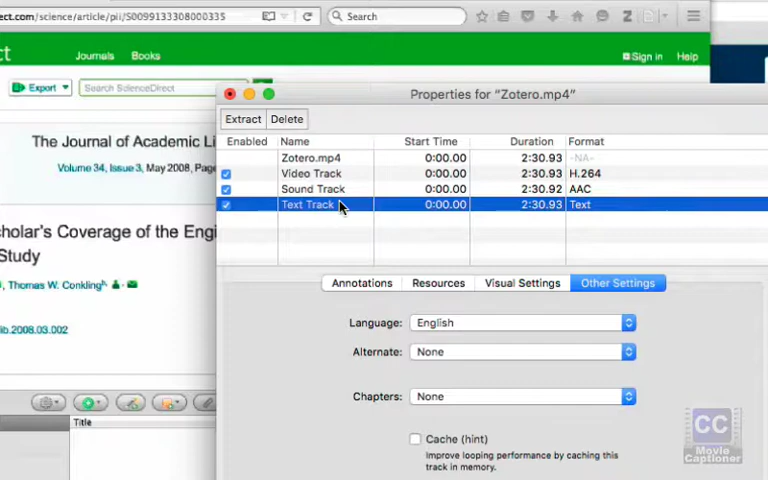 ect.com/science/article/pii/S0099133308000335
Search
ect
Journals
Books
Sign in
Help
Export
Search ScienceDirect
The Journal of Academic Li
Volume 34, Issue 3, May 2008, Page
cholar's Coverage of the Engi
Study
, Thomas W. Conkling
lib.2008.03.002
Title
Properties for "Zotero.mp4"
Extract
Delete
Enabled
Name
Start Time
Duration
Format
Zotero.mp4
0:00.00
2:30.93
-NA-
Video Track
0:00.00
2:30.93
H.264
Sound Track
0:00.00
2:30.92
AAC
Text Track
0:00.00
2:30.93
Text
Annotations
Resources
Visual Settings
Other Settings
Language:
English
Alternate:
None
Chapters:
None
Cache (hint)
Improve looping performance by caching this
track in memory.
CC
Movie
Captioner